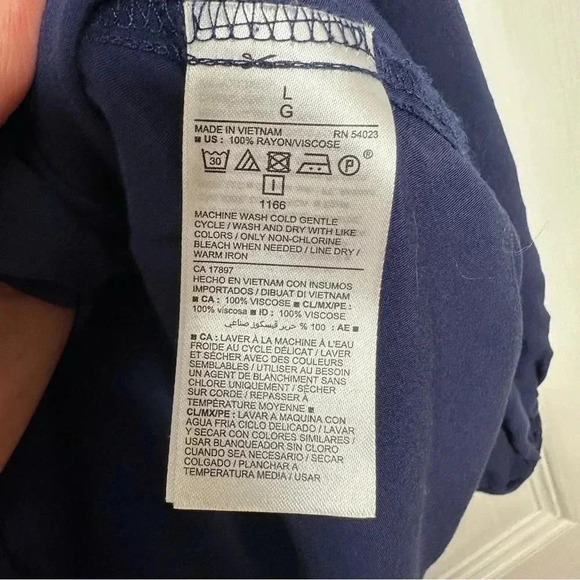 L
G
MADE IN VIETNAM RN 54023
■ US : 100% RAYON/VISCOSE
30 P ®
I
1166
MACHINE WASH COLD GENTLE
CYCLE / WASH AND DRY WITH LIKE
COLORS / ONLY NON-CHLORINE
BLEACH WHEN NEEDED / LINE DRY /
WARM IRON
CA 17897
HECHO EN VIETNAM CON INSUMOS
IMPORTADOS / DIBUAT DI VIETNAM
■ CA : 100% VISCOSE ■ CL/MX/PE :
100% viscosa ■ ID : 100% VISCOSE
■ AE : 100 % حرير ڤيسكوز صناعي
■ CA : LAVER À LA MACHINE À L'EAU
FROIDE AU CYCLE DÉLICAT / LAVER
ET SÉCHER AVEC DES COULEURS
SEMBLABLES / UTILISER AU BESOIN
UN AGENT DE BLANCHIMENT SANS
CHLORE UNIQUEMENT / SÉCHER
SUR CORDE / REPASSER À
TEMPÉRATURE MOYENNE ■
CL/MX/PE : LAVAR A MAQUINA CON
AGUA FRIA CICLO DELICADO / LAVAR
Y SECAR CON COLORES SIMILARES /
USAR BLANQUEADOR SIN CLORO
CUANDO SEA NECESARIO / SECAR
COLGADO / PLANCHAR A
TEMPERATURA MEDIA / USAR